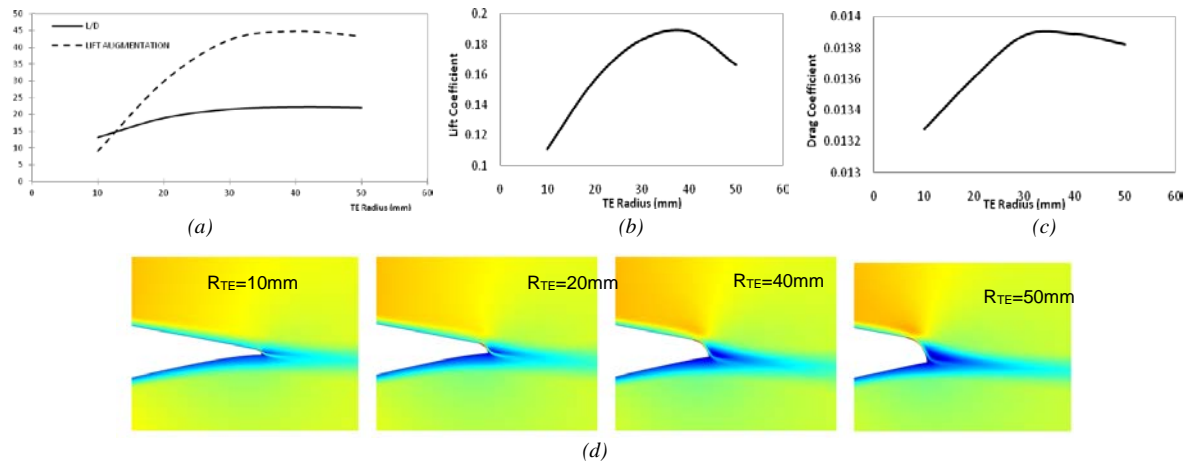 50
45
40
35
30
25
20
15
10
5
0
L/D
LIFT AUGMENTATION
0 10 20 30 40 50 60
TE Radius (mm)
(a)
0.2
0.18
0.16
0.14
0.12
0.1
Lift Coefficient
0 10 20 30 40 50 60
TE Radius (mm)
(b)
0.014
0.0138
0.0136
0.0134
0.0132
0.013
Drag Coefficient
0 10 20 30 40 50 60
TE Radius (mm)
(c)
RTE=10mm
RTE=20mm
RTE=40mm
RTE=50mm
(d)